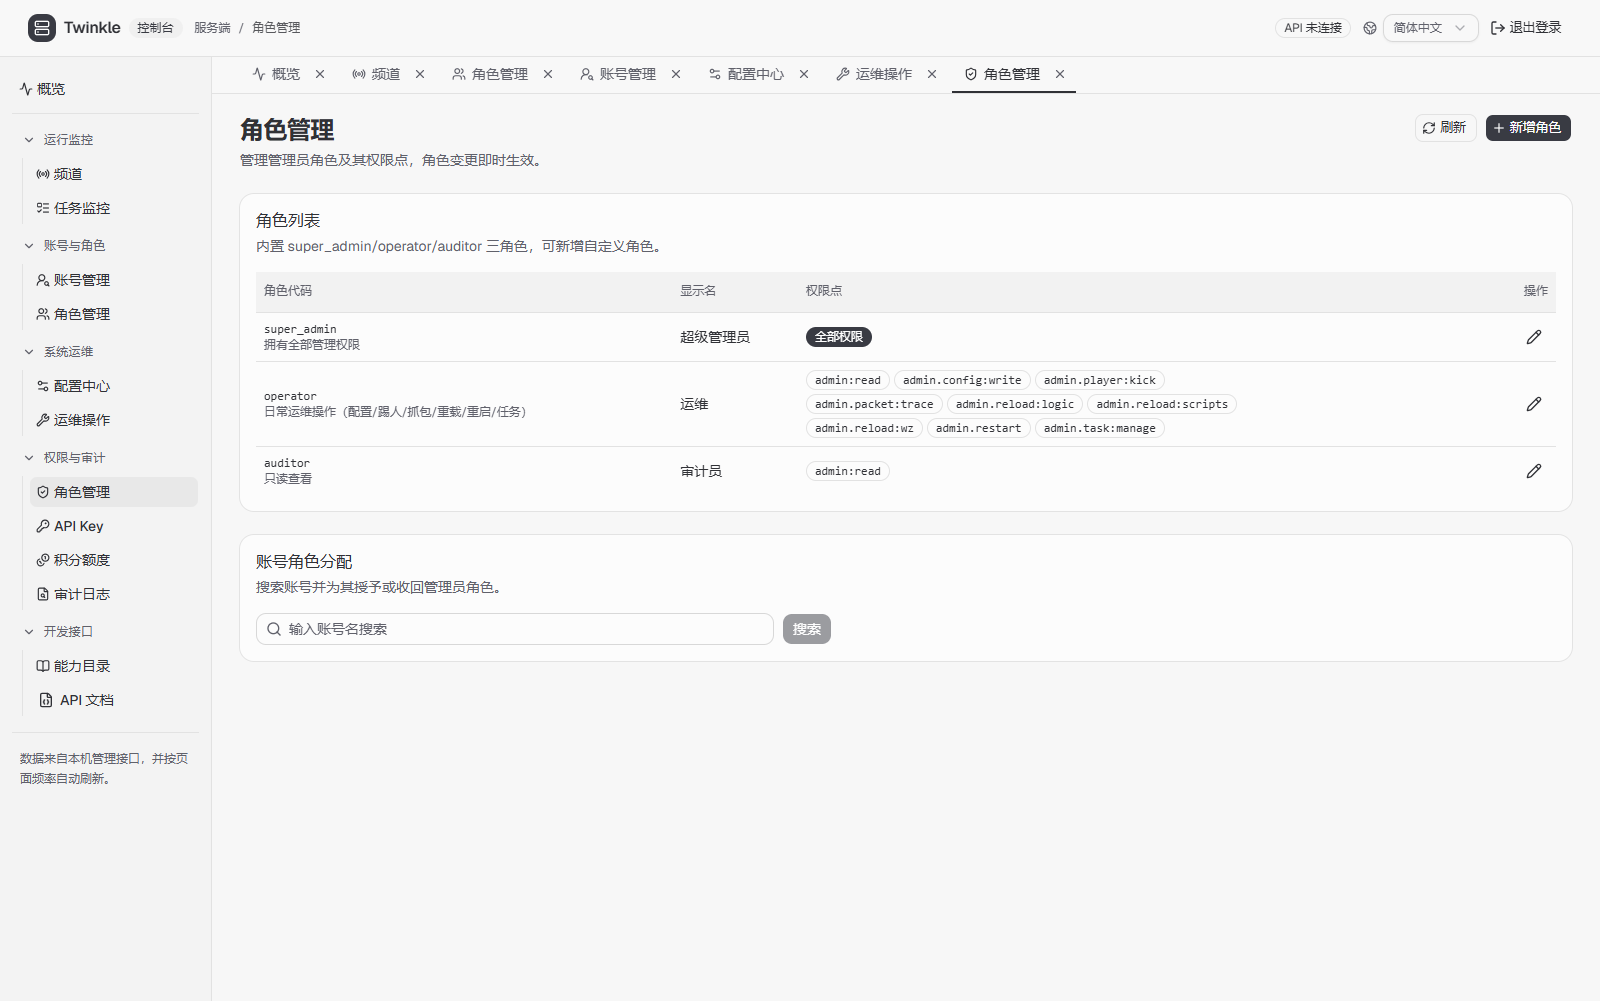 Twinkle 控制台 服务端 / 角色管理 API 未连接 简体中文 退出登录
概览 频道 角色管理 账号管理 配置中心 运维操作 角色管理
概览
运行监控
频道
任务监控
账号与角色
账号管理
角色管理
系统运维
配置中心
运维操作
权限与审计
角色管理
API Key
积分额度
审计日志
开发接口
能力目录
API 文档
数据来自本机管理接口，并按页
面频率自动刷新。
角色管理
管理管理员角色及其权限点，角色变更即时生效。
刷新 新增角色
角色列表
内置 super_admin/operator/auditor 三角色，可新增自定义角色。
角色代码 显示名 权限点 操作
super_admin
拥有全部管理权限
超级管理员
全部权限
operator
日常运维操作（配置/踢人/抓包/重载/重启/任务）
运维
admin:read admin.config:write admin.player:kick
admin.packet:trace admin.reload:logic admin.reload:scripts
admin.reload:wz admin.restart admin.task:manage
auditor
只读查看
审计员
admin:read
账号角色分配
搜索账号并为其授予或收回管理员角色。
输入账号名搜索 搜索